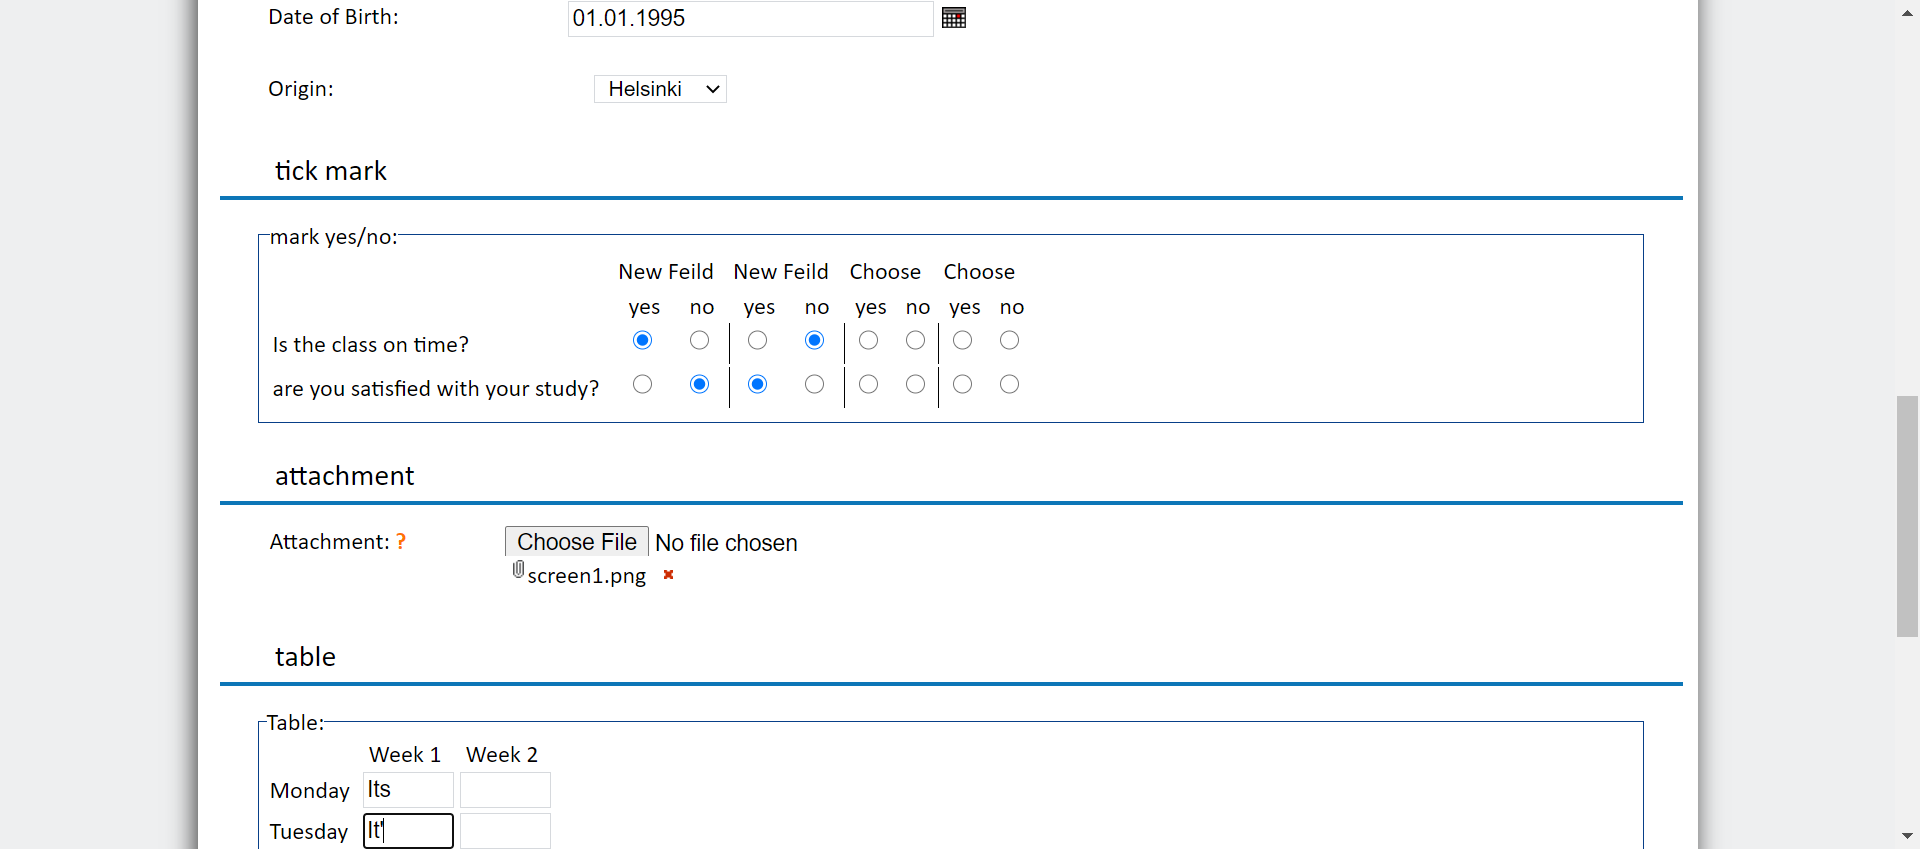 Date of Birth: 01.01.1995
Origin: Helsinki
tick mark
mark yes/no:
New Feild New Feild Choose Choose
yes no yes no yes no yes no
Is the class on time?
are you satisfied with your study?
attachment
Attachment: ? Choose File No file chosen
screen1.png
table
Table:
Week 1 Week 2
Monday Its
Tuesday It'